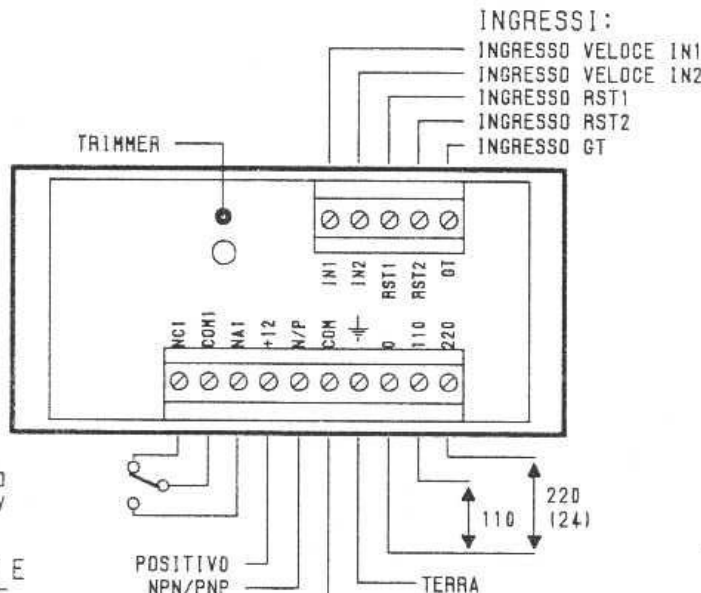 INGRESSI:
INGRESSO VELOCE IN1
INGRESSO VELOCE IN2
INGRESSO RST1
INGRESSO RST2
INGRESSO GT
TRIMMER
IN1 IN2 RST1 RST2 GT
NC1 COM1 NA1 +12 N/P COM 0 110 220
220
110 (24)
E
POSITIVO
NPN/PNP TERRA